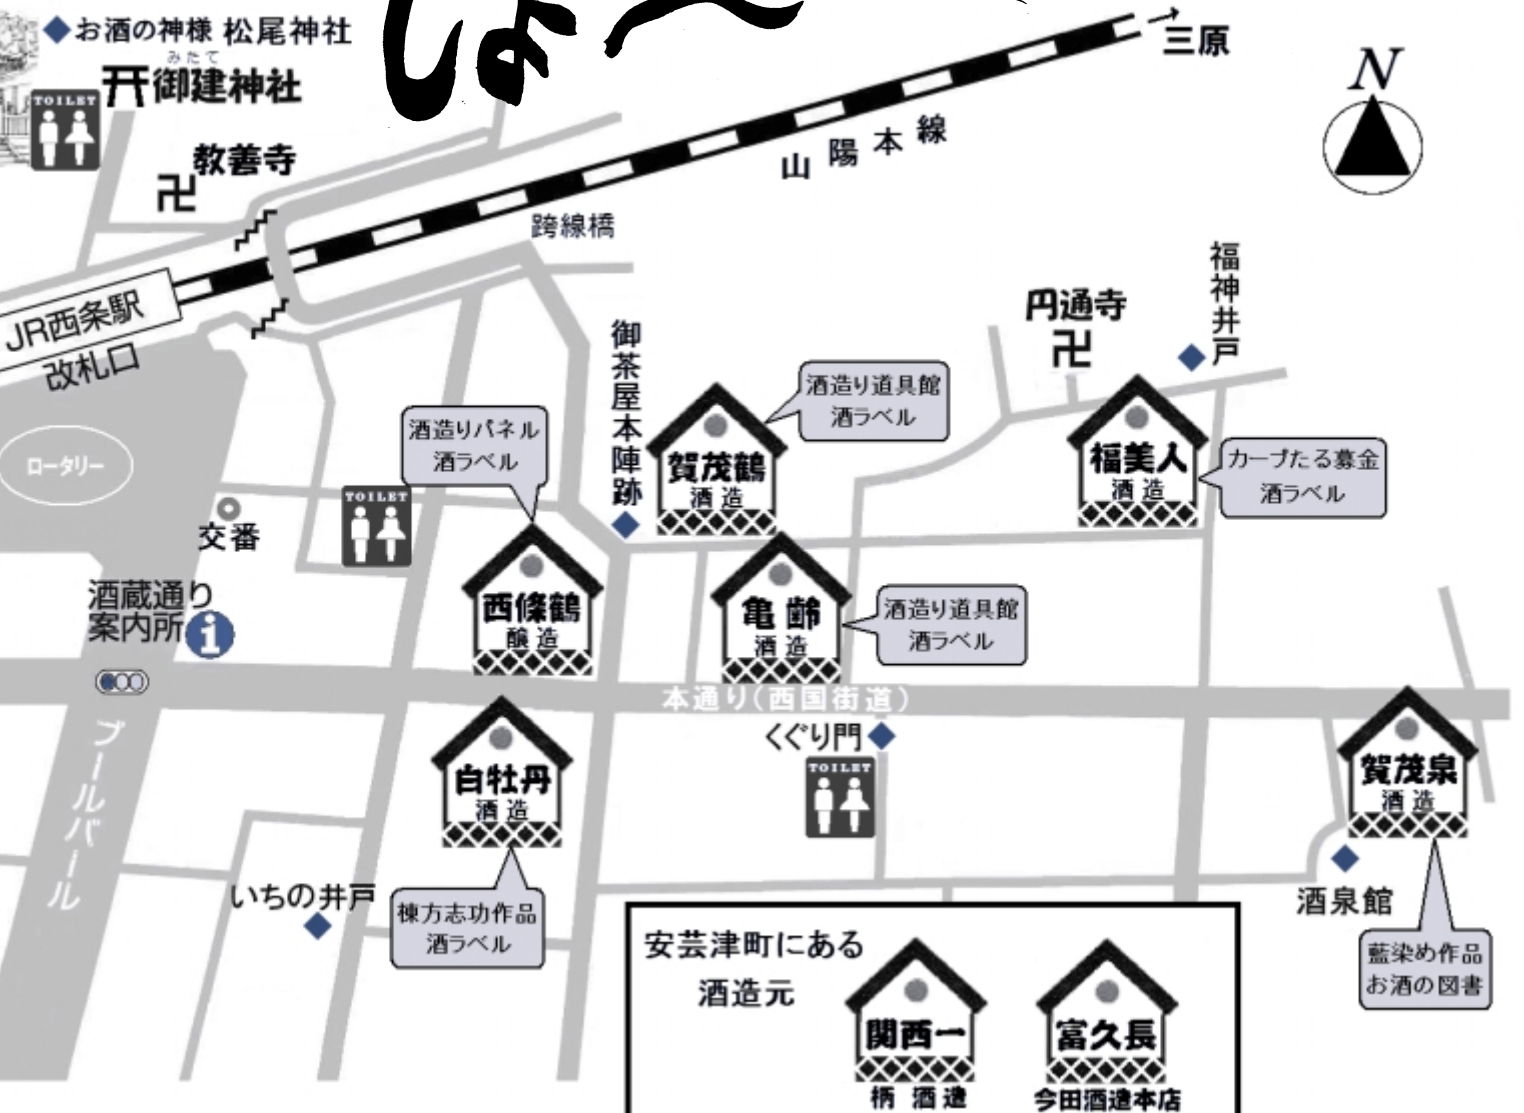 しょ～
お酒の神様 松尾神社
みたて
御建神社
TOILET
教善寺
三原
N
山陽本線
跨線橋
JR西条駅
改札口
ロータリー
交番
酒蔵通り
案内所
i
ブールバール
TOILET
酒造りパネル
酒ラベル
西條鶴
醸造
御茶屋本陣跡
賀茂鶴
酒造
酒造り道具館
酒ラベル
円通寺
福神井戸
福美人
酒造
カープたる募金
酒ラベル
亀齢
酒造
酒造り道具館
酒ラベル
本通り(西国街道)
白牡丹
酒造
棟方志功作品
酒ラベル
いちの井戸
くぐり門
TOILET
賀茂泉
酒造
酒泉館
藍染め作品
お酒の図書
安芸津町にある
酒造元
関西一
柄酒造
富久長
今田酒造本店